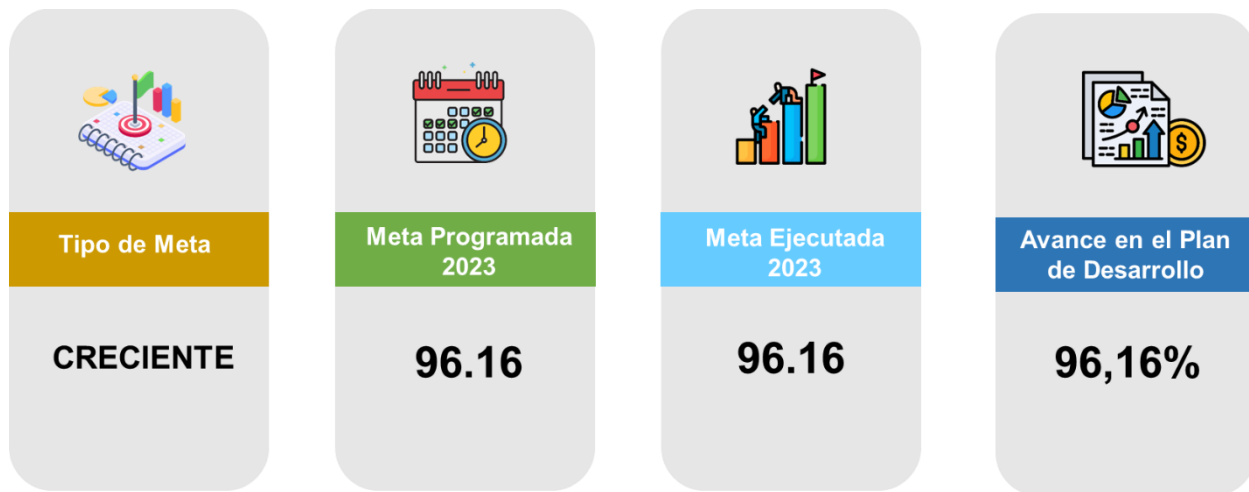 Tipo de Meta
CRECIENTE
Meta Programada
2023
96.16
Meta Ejecutada
2023
96.16
Avance en el Plan
de Desarrollo
96,16%